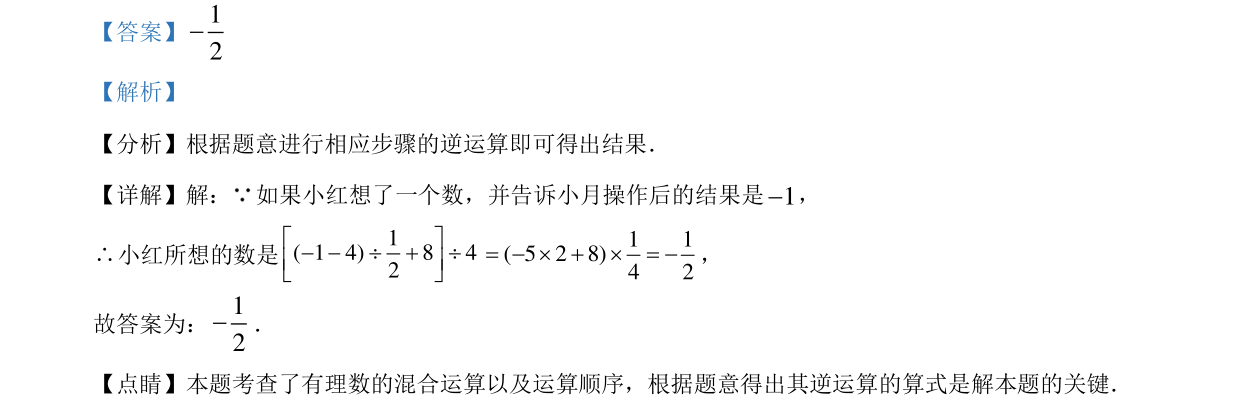 【答案】$-\frac{1}{2}$
【解析】
【分析】根据题意进行相应步骤的逆运算即可得出结果．
【详解】解：∵如果小红想了一个数，并告诉小月操作后的结果是$-1$，
∴小红所想的数是$\left[(-1-4)\div\frac{1}{2}+8\right]\div 4=(-5\times 2+8)\times\frac{1}{4}=-\frac{1}{2}$，
故答案为：$-\frac{1}{2}$．
【点睛】本题考查了有理数的混合运算以及运算顺序，根据题意得出其逆运算的算式是解本题的关键．